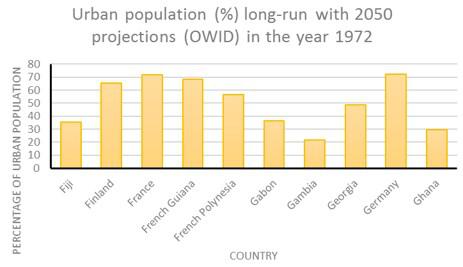 Urban population (%) long-run with 2050
projections (OWID) in the year 1972
PERCENTAGE OF URBAN POPULATION
80
70
60
50
40
30
20
10
0
Fiji
Finland
France
French Guiana
French Polynesia
Gabon
Gambia
Georgia
Germany
Ghana
COUNTRY